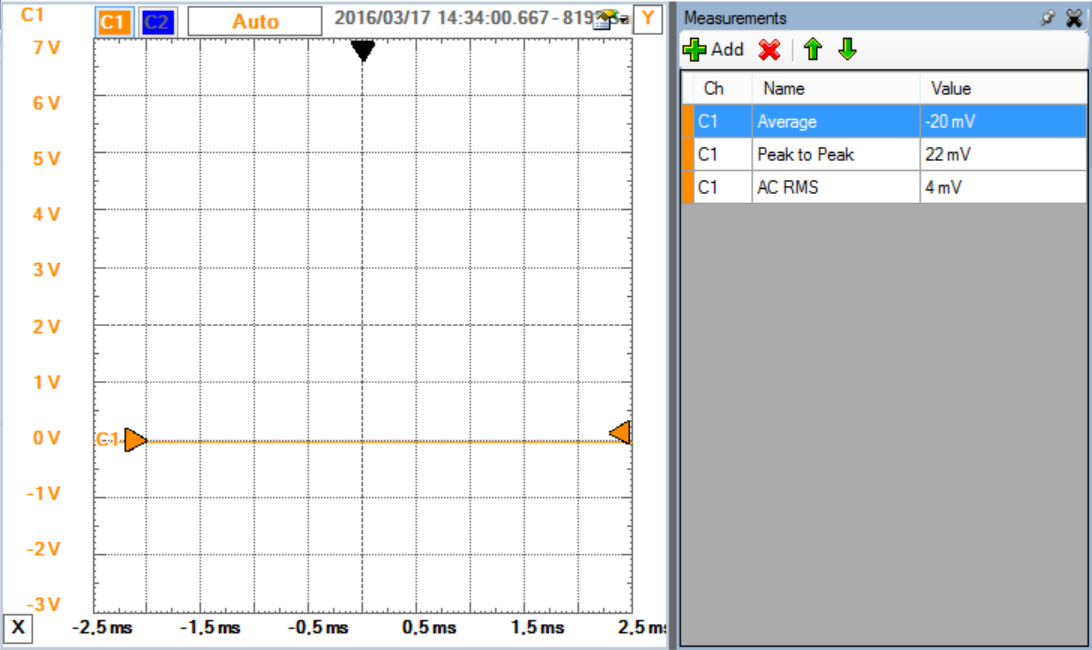 C1
C1 C2 Auto 2016/03/17 14:34:00.667 - 819 Y
7 V
6 V
5 V
4 V
3 V
2 V
1 V
0 V
-1 V
-2 V
-3 V
C1
X -2,5 ms -1,5 ms -0,5 ms 0,5 ms 1,5 ms 2,5 ms
Measurements
Add
Ch Name Value
C1 Average -20 mV
C1 Peak to Peak 22 mV
C1 AC RMS 4 mV